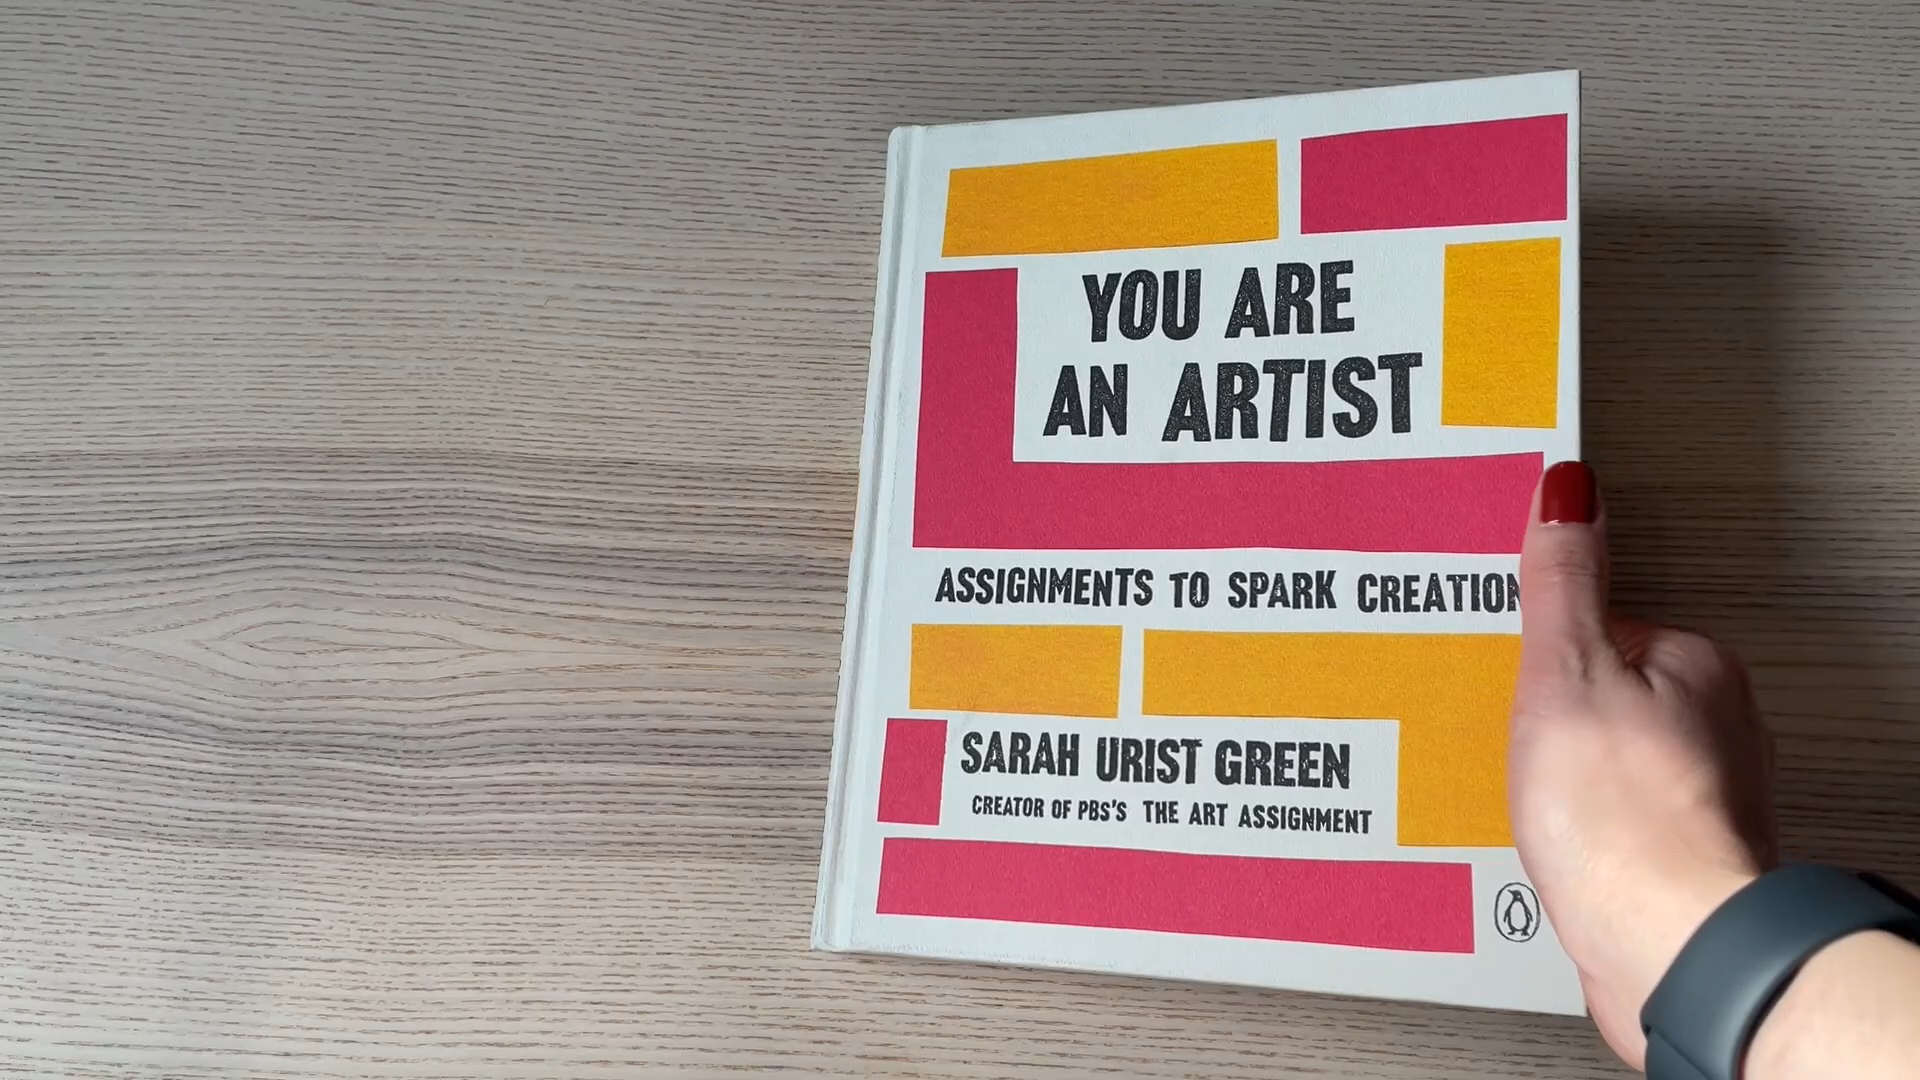 YOU ARE
AN ARTIST
ASSIGNMENTS TO SPARK CREATION
SARAH URIST GREEN
CREATOR OF PBS'S THE ART ASSIGNMENT